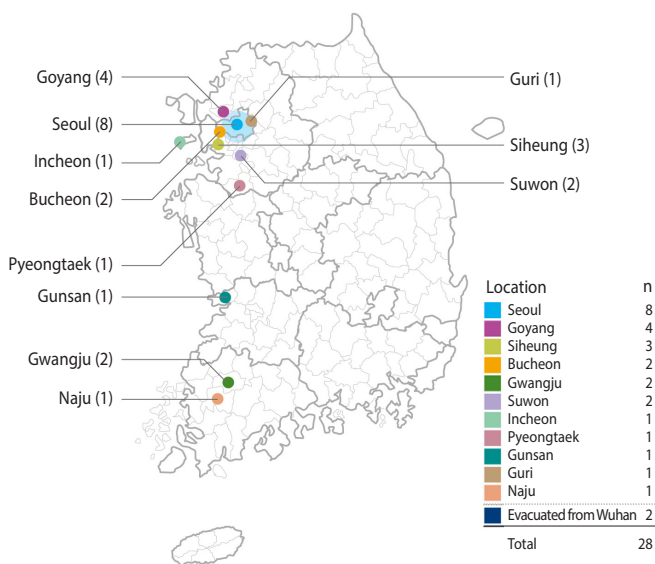 Goyang (4)
Guri (1)
Seoul (8)
Siheung (3)
Incheon (1)
Suwon (2)
Bucheon (2)
Pyeongtaek (1)
Gunsan (1)
Gwangju (2)
Naju (1)
Location n
Seoul 8
Goyang 4
Siheung 3
Bucheon 2
Gwangju 2
Suwon 2
Incheon 1
Pyeongtaek 1
Gunsan 1
Guri 1
Naju 1
Evacuated from Wuhan 2
Total 28